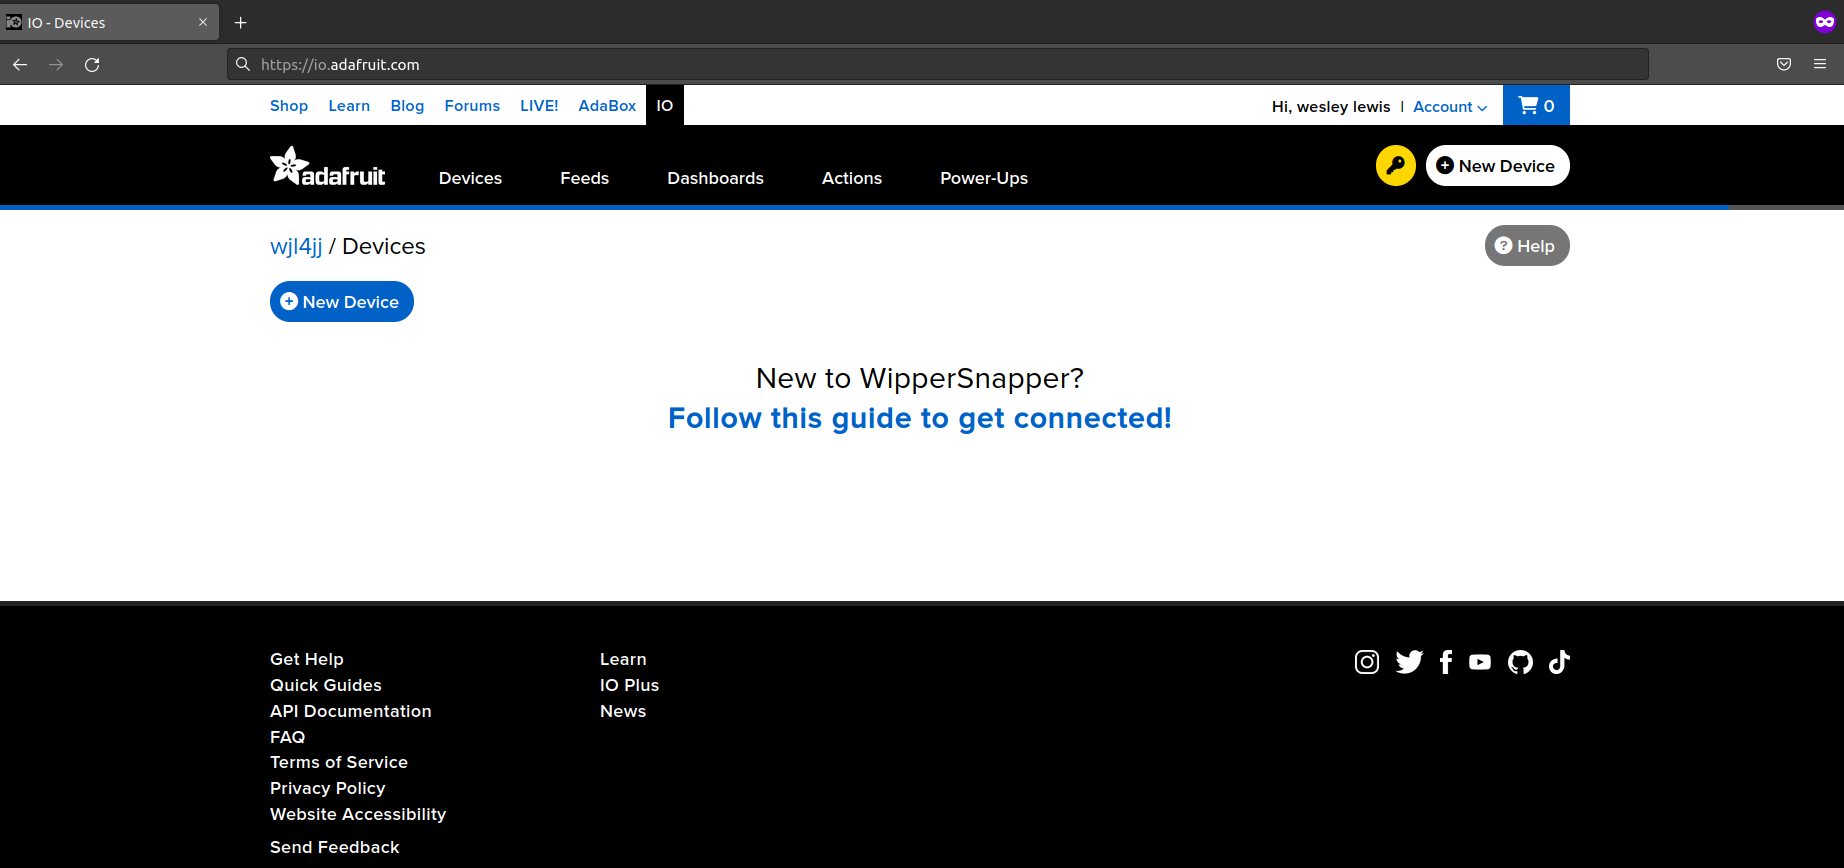 IO - Devices
https://io.adafruit.com
Shop Learn Blog Forums LIVE! AdaBox IO Hi, wesley lewis | Account 0
adafruit Devices Feeds Dashboards Actions Power-Ups New Device
wjl4jj / Devices ? Help
New Device
New to WipperSnapper?
Follow this guide to get connected!
Get Help Learn
Quick Guides IO Plus
API Documentation News
FAQ
Terms of Service
Privacy Policy
Website Accessibility
Send Feedback